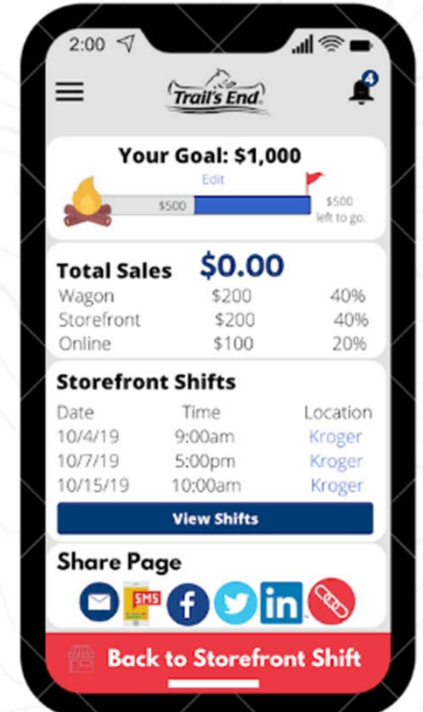 2:00
4
Trail's End
Your Goal: $1,000
Edit
$500
$500
left to go.
Total Sales $0.00
Wagon $200 40%
Storefront $200 40%
Online $100 20%
Storefront Shifts
Date Time Location
10/4/19 9:00am Kroger
10/7/19 5:00pm Kroger
10/15/19 10:00am Kroger
View Shifts
Share Page
SMS
f
in
Back to Storefront Shift